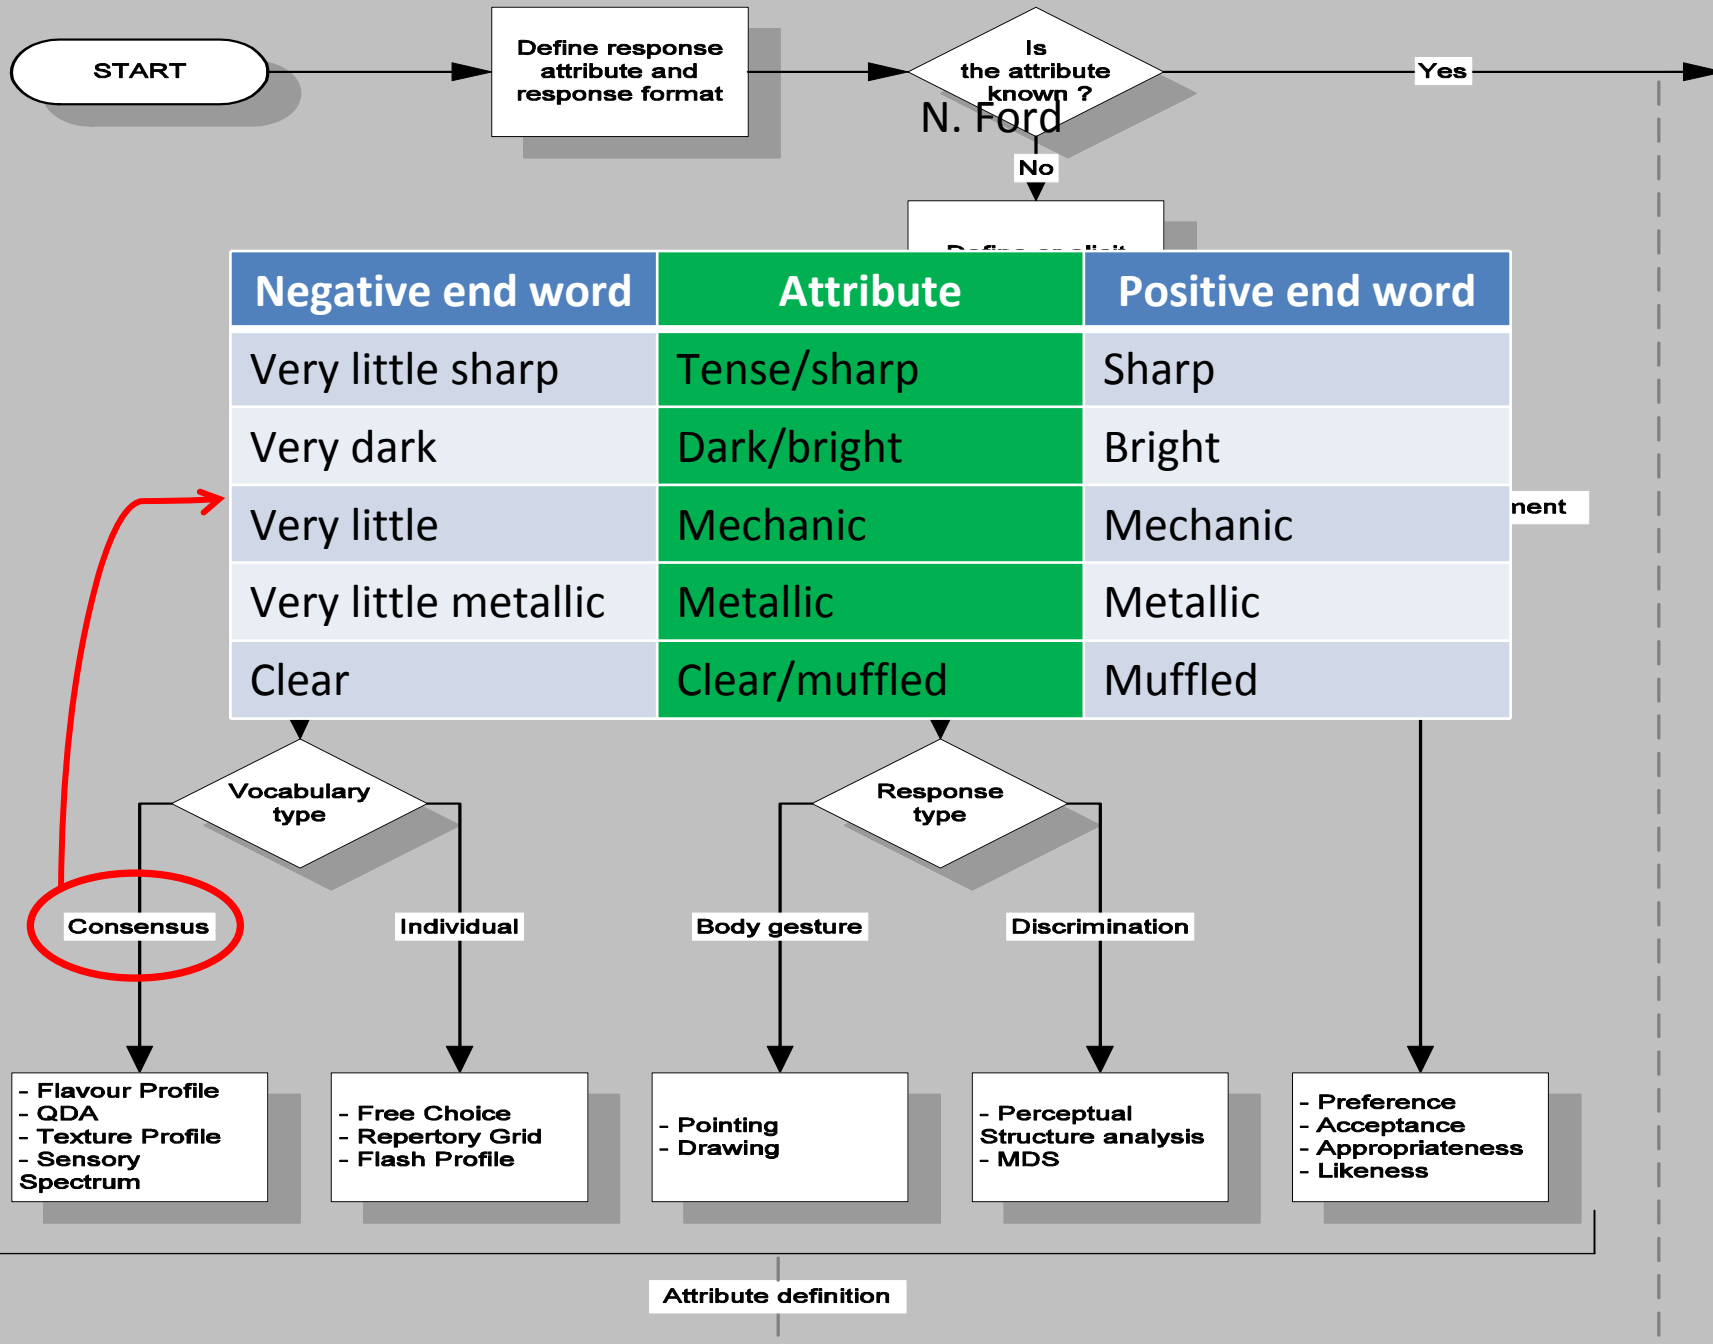 START
Define response
attribute and
response format
Is
the attribute
known ?
Yes
N. Ford
No
Negative end word Attribute Positive end word
Very little sharp Tense/sharp Sharp
Very dark Dark/bright Bright
Very little Mechanic Mechanic
Very little metallic Metallic Metallic
Clear Clear/muffled Muffled
Vocabulary
type
Response
type
Consensus
Individual
Body gesture
Discrimination
- Flavour Profile
- QDA
- Texture Profile
- Sensory
Spectrum
- Free Choice
- Repertory Grid
- Flash Profile
- Pointing
- Drawing
- Perceptual
Structure analysis
- MDS
- Preference
- Acceptance
- Appropriateness
- Likeness
Attribute definition